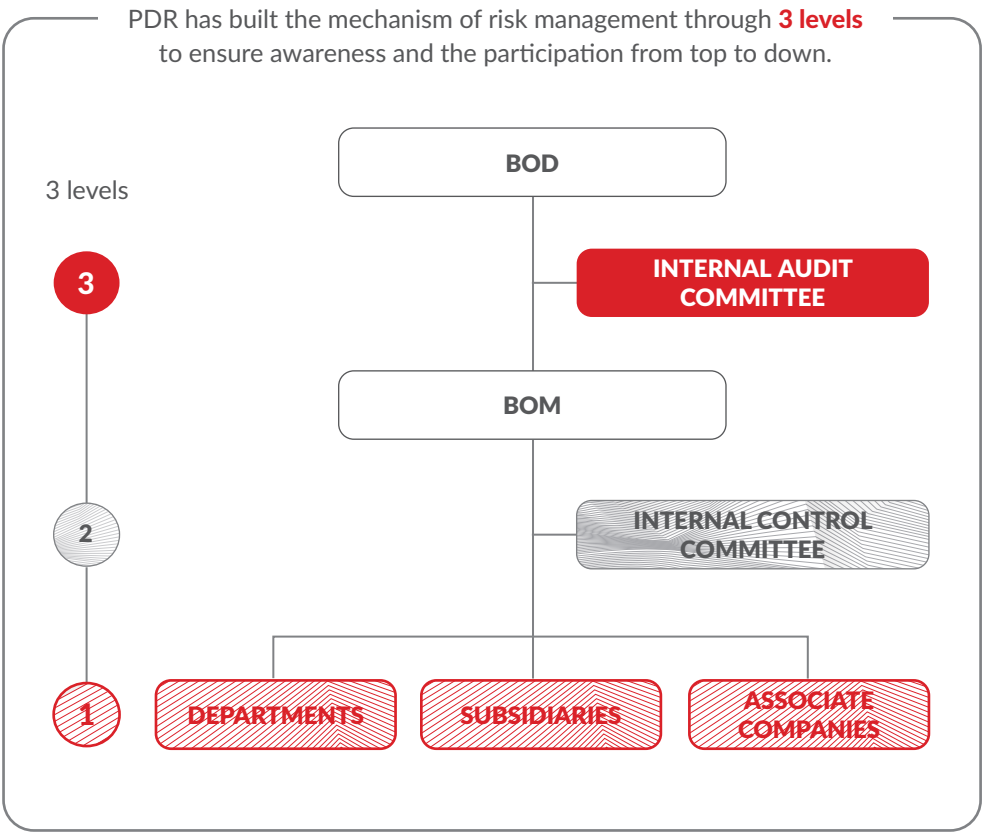 PDR has built the mechanism of risk management through 3 levels
to ensure awareness and the participation from top to down.
BOD
3 levels
3
INTERNAL AUDIT
COMMITTEE
BOM
2
INTERNAL CONTROL
COMMITTEE
1
DEPARTMENTS
SUBSIDIARIES
ASSOCIATE
COMPANIES